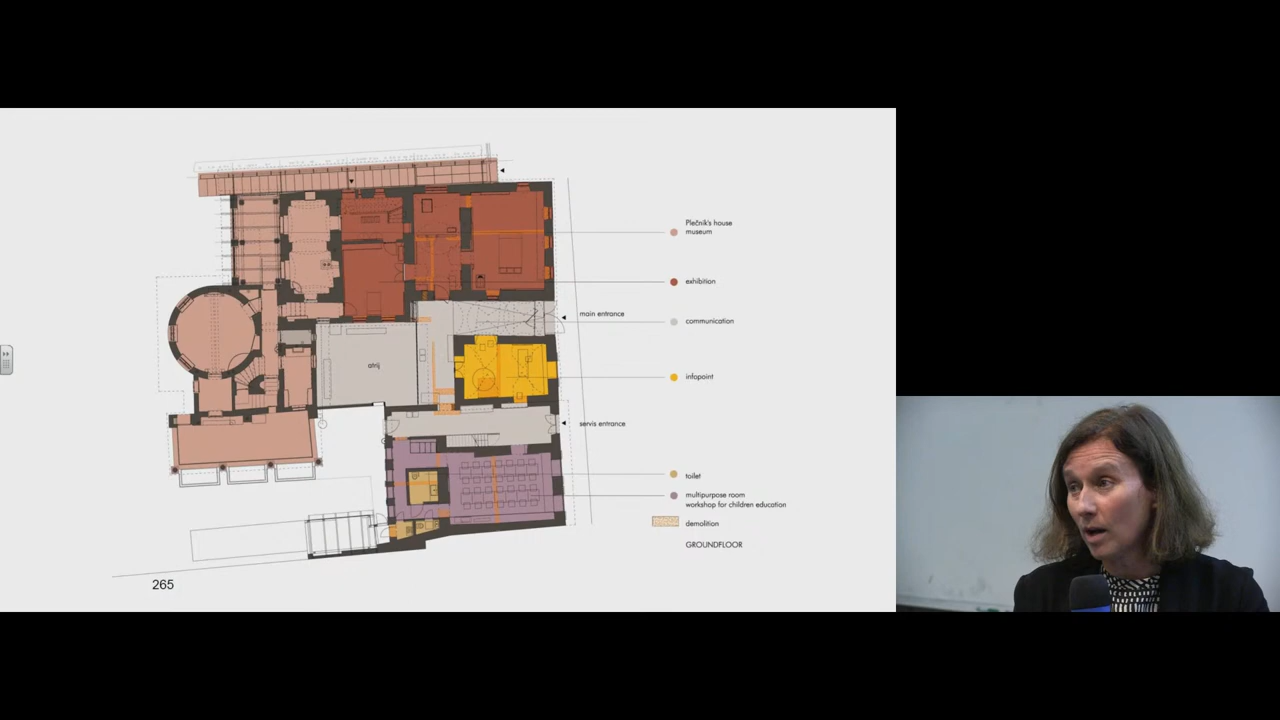 Plečnik's house
museum
exhibition
main entrance
communication
atrij
infopoint
servis entrance
toilet
multipurpose room
workshop for children education
demolition
GROUNDFLOOR
265